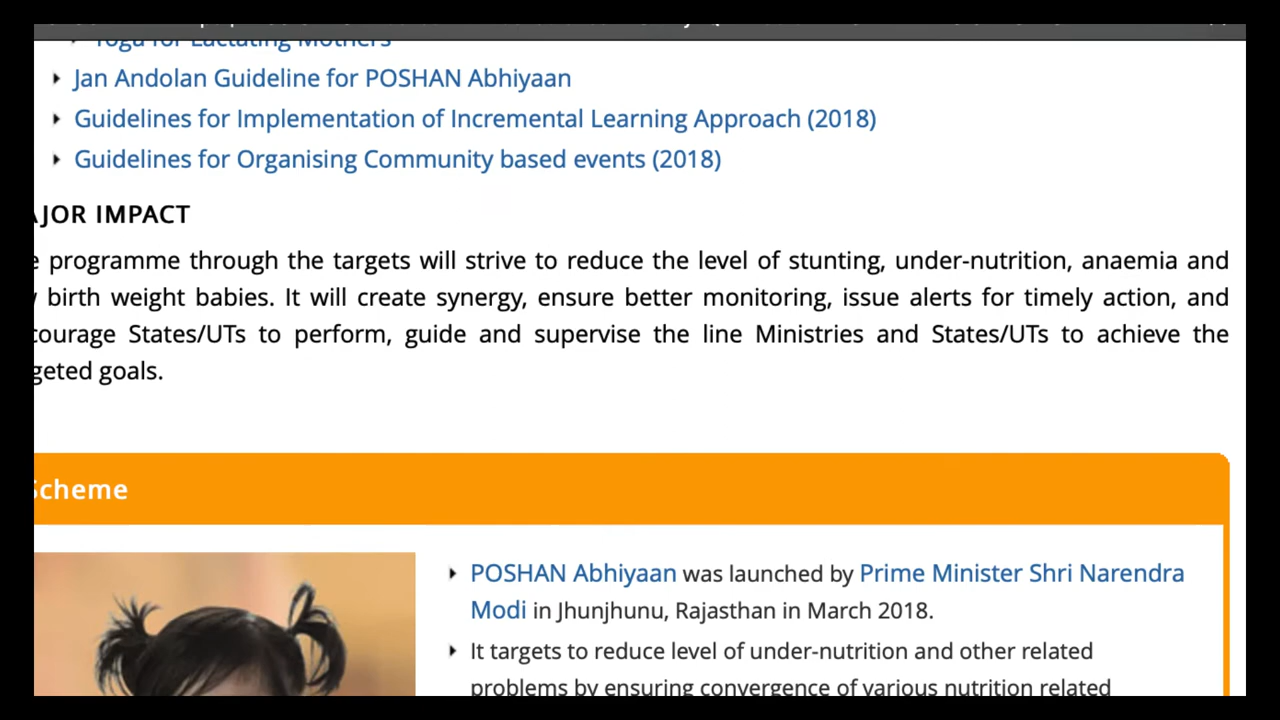 Yoga for Lactating Mothers
Jan Andolan Guideline for POSHAN Abhiyaan
Guidelines for Implementation of Incremental Learning Approach (2018)
Guidelines for Organising Community based events (2018)
AJOR IMPACT
e programme through the targets will strive to reduce the level of stunting, under-nutrition, anaemia and
birth weight babies. It will create synergy, ensure better monitoring, issue alerts for timely action, and
courage States/UTs to perform, guide and supervise the line Ministries and States/UTs to achieve the
geted goals.
Scheme
POSHAN Abhiyaan was launched by Prime Minister Shri Narendra
Modi in Jhunjhunu, Rajasthan in March 2018.
It targets to reduce level of under-nutrition and other related
problems by ensuring convergence of various nutrition related